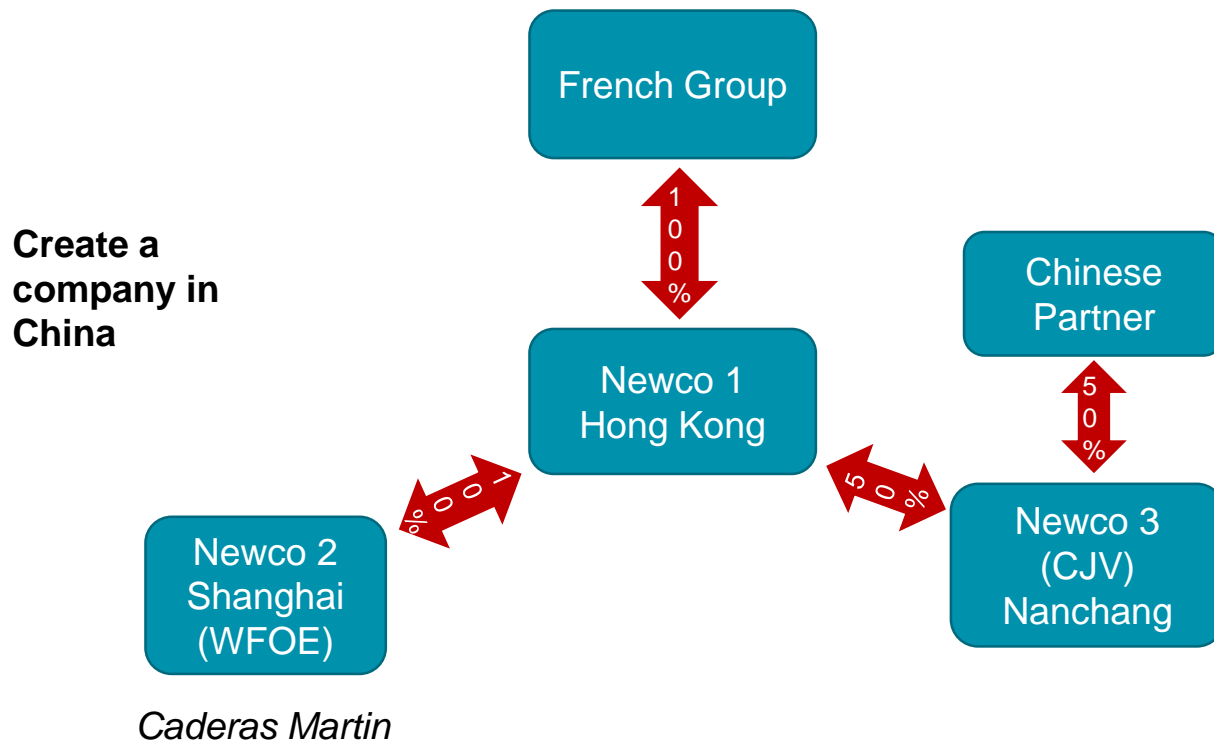 French Group
100%
Create a
company in
China
Chinese
Partner
50%
Newco 1
Hong Kong
100%
50%
Newco 2
Shanghai
(WFOE)
Newco 3
(CJV)
Nanchang
Caderas Martin